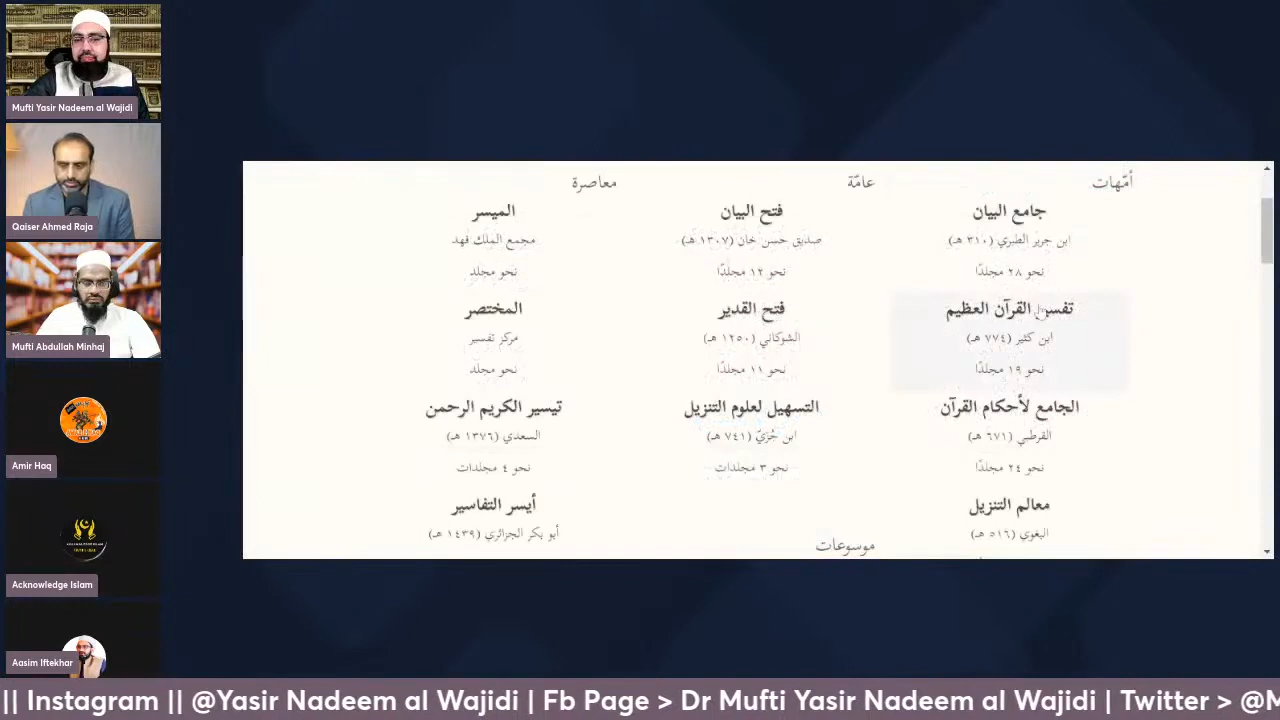 Mufti Yasir Nadeem al Wajidi
Qaiser Ahmed Raja
Mufti Abdullah Minhaj
Amir Haq
Acknowledge Islam
Aasim Iftekhar
أمّهات
جامع البيان
ابن جرير الطبري (٣١٠ هـ)
نحو ٢٨ مجلدًا
تفسير القرآن العظيم
ابن كثير (٧٧٤ هـ)
نحو ١٩ مجلدًا
الجامع لأحكام القرآن
القرطبي (٦٧١ هـ)
نحو ٢٤ مجلدًا
معالم التنزيل
البغوي (٥١٦ هـ)
عامّة
فتح البيان
صديق حسن خان (١٣٠٧ هـ)
نحو ١٢ مجلدًا
فتح القدير
الشوكاني (١٢٥٠ هـ)
نحو ١١ مجلدًا
التسهيل لعلوم التنزيل
ابن جُزَيّ (٧٤١ هـ)
نحو ٣ مجلدات
موسوعات
معاصرة
الميسر
مجمع الملك فهد
نحو مجلد
المختصر
مركز تفسير
نحو مجلد
تيسير الكريم الرحمن
السعدي (١٣٧٦ هـ)
نحو ٤ مجلدات
أيسر التفاسير
أبو بكر الجزائري (١٤٣٩ هـ)
|| Instagram || @Yasir Nadeem al Wajidi | Fb Page > Dr Mufti Yasir Nadeem al Wajidi | Twitter > @M